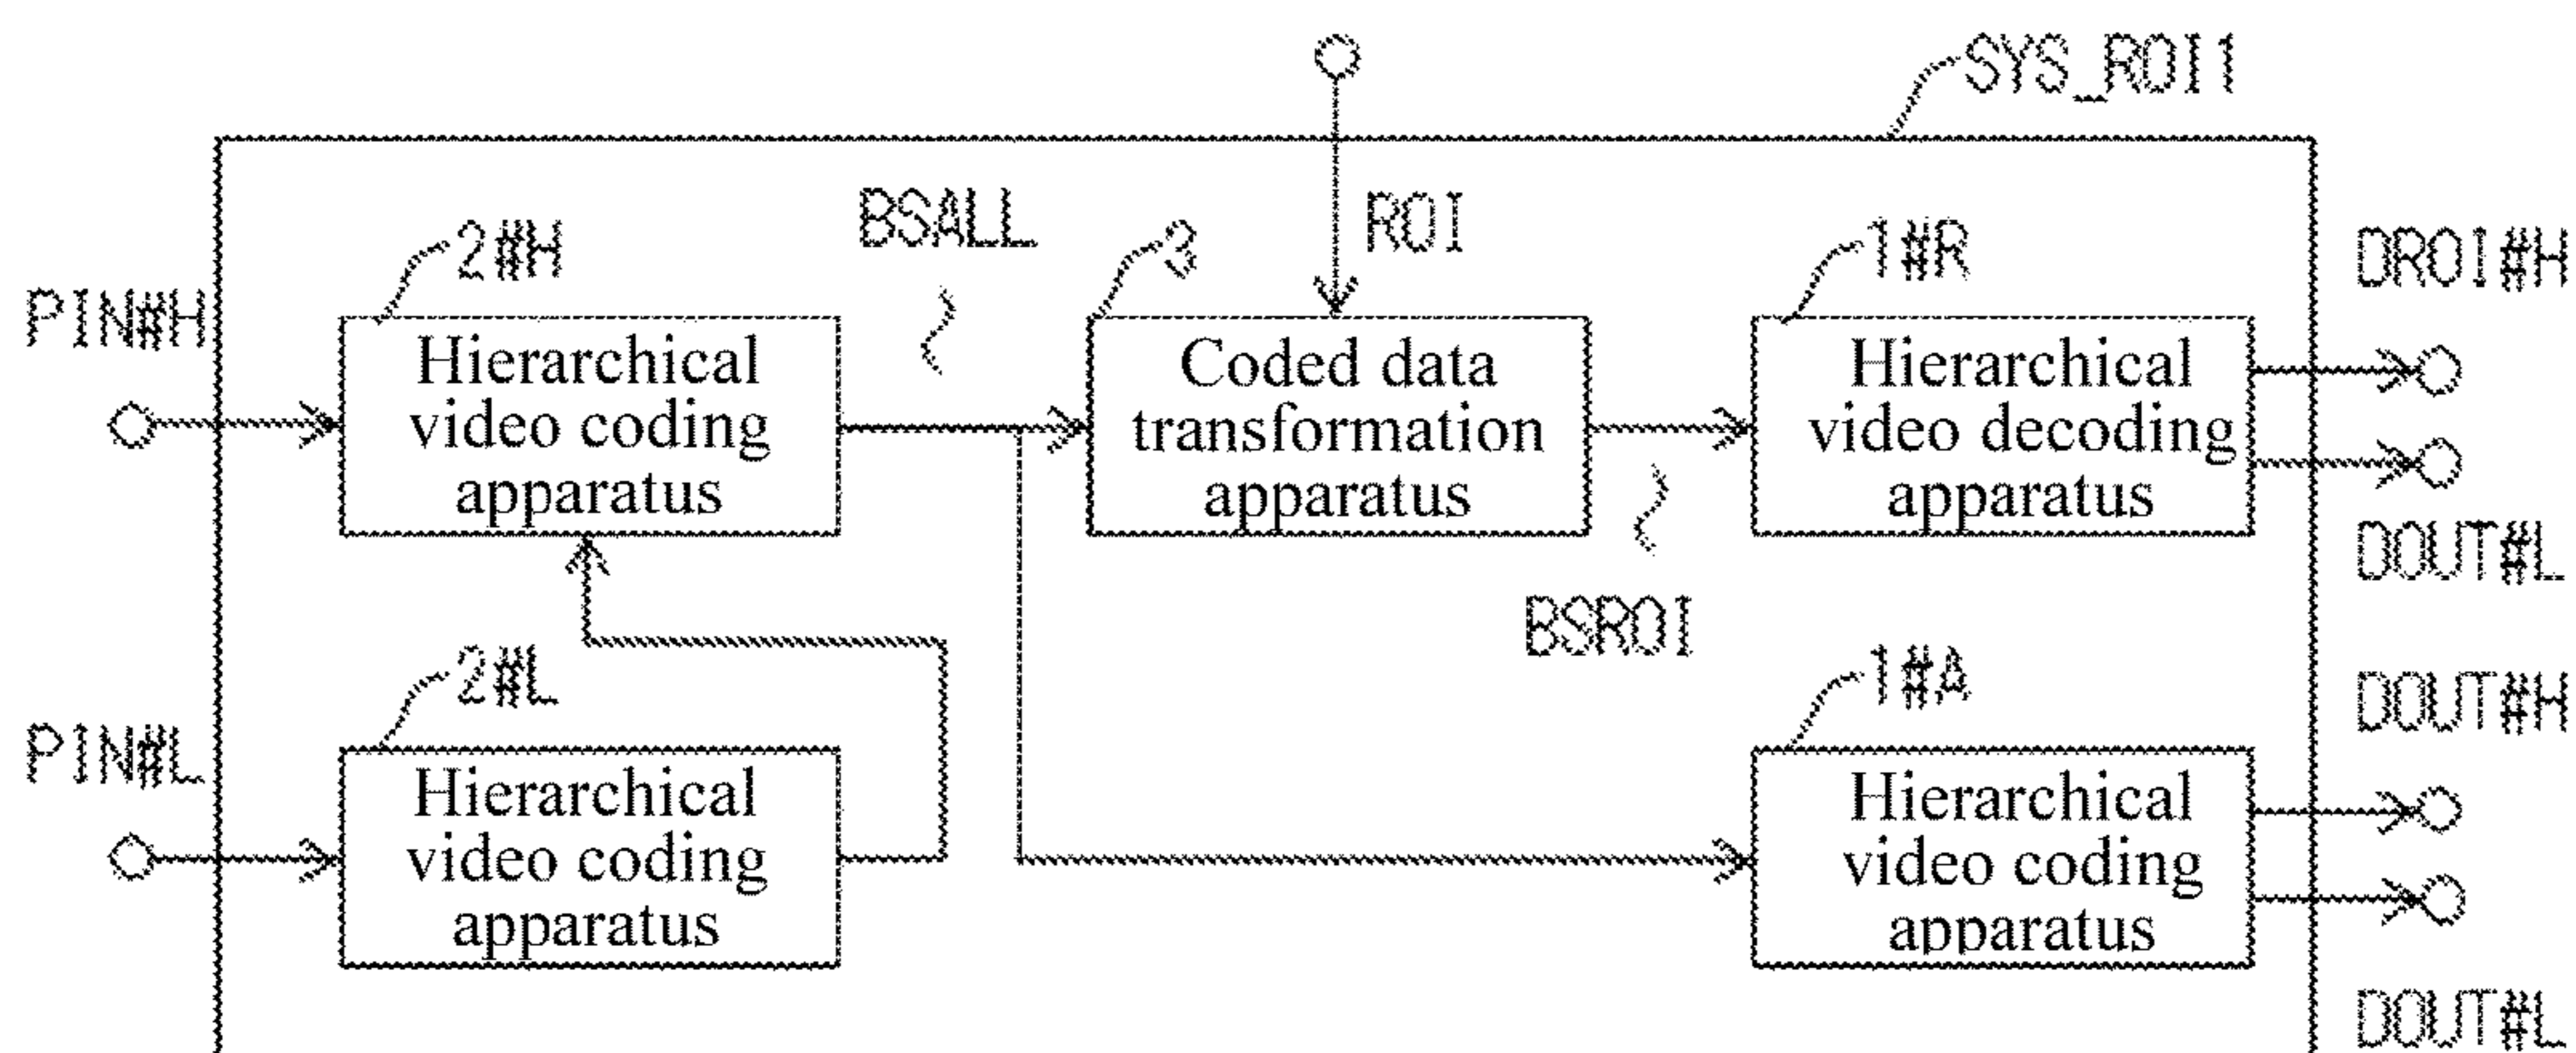 SYS_ROI1
BSALL
ROI
2#H
3
1#R
DROI#H
PIN#H
Hierarchical
video coding
apparatus
Coded data
transformation
apparatus
Hierarchical
video decoding
apparatus
DOUT#L
BSROI
2#L
1#A
DOUT#H
PIN#L
Hierarchical
video coding
apparatus
Hierarchical
video coding
apparatus
DOUT#L